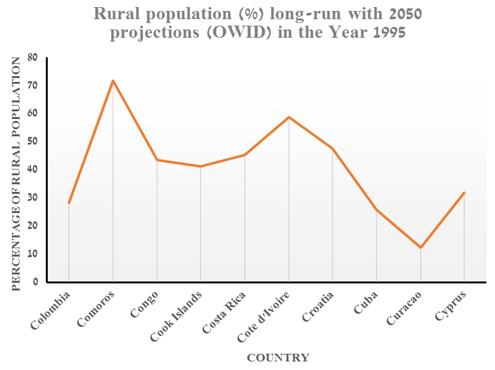 Rural population (%) long-run with 2050
projections (OWID) in the Year 1995
PERCENTAGE OF RURAL POPULATION
80
70
60
50
40
30
20
10
0
Colombia
Comoros
Congo
Cook Islands
Costa Rica
Cote d'Ivoire
Croatia
Cuba
Curacao
Cyprus
COUNTRY